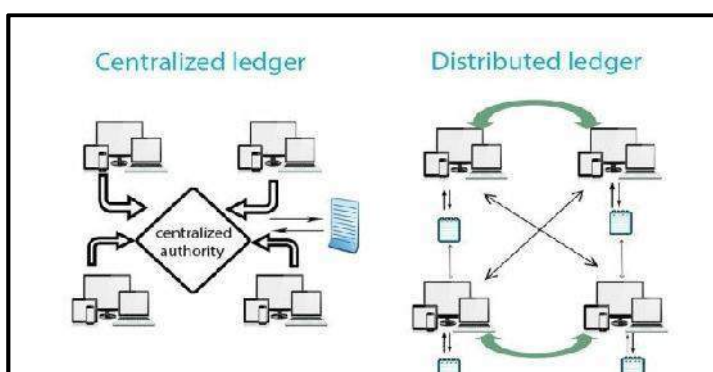 Centralized ledger
Distributed ledger
centralized
authority